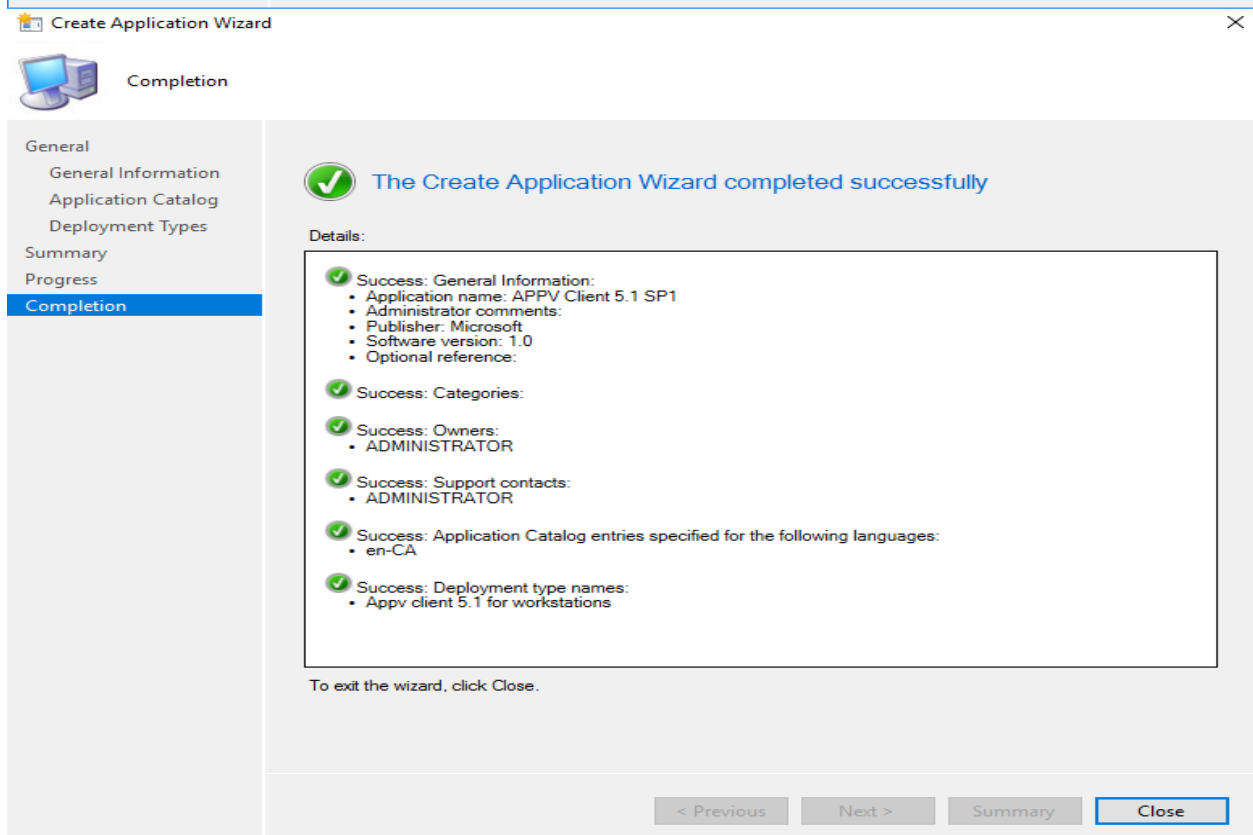 Create Application Wizard
Completion
General
General Information
Application Catalog
Deployment Types
Summary
Progress
Completion
The Create Application Wizard completed successfully
Details:
Success: General Information:
• Application name: APPV Client 5.1 SP1
• Administrator comments:
• Publisher: Microsoft
• Software version: 1.0
• Optional reference:
Success: Categories:
Success: Owners:
• ADMINISTRATOR
Success: Support contacts:
• ADMINISTRATOR
Success: Application Catalog entries specified for the following languages:
• en-CA
Success: Deployment type names:
• Appv client 5.1 for workstations
To exit the wizard, click Close.
< Previous
Next >
Summary
Close